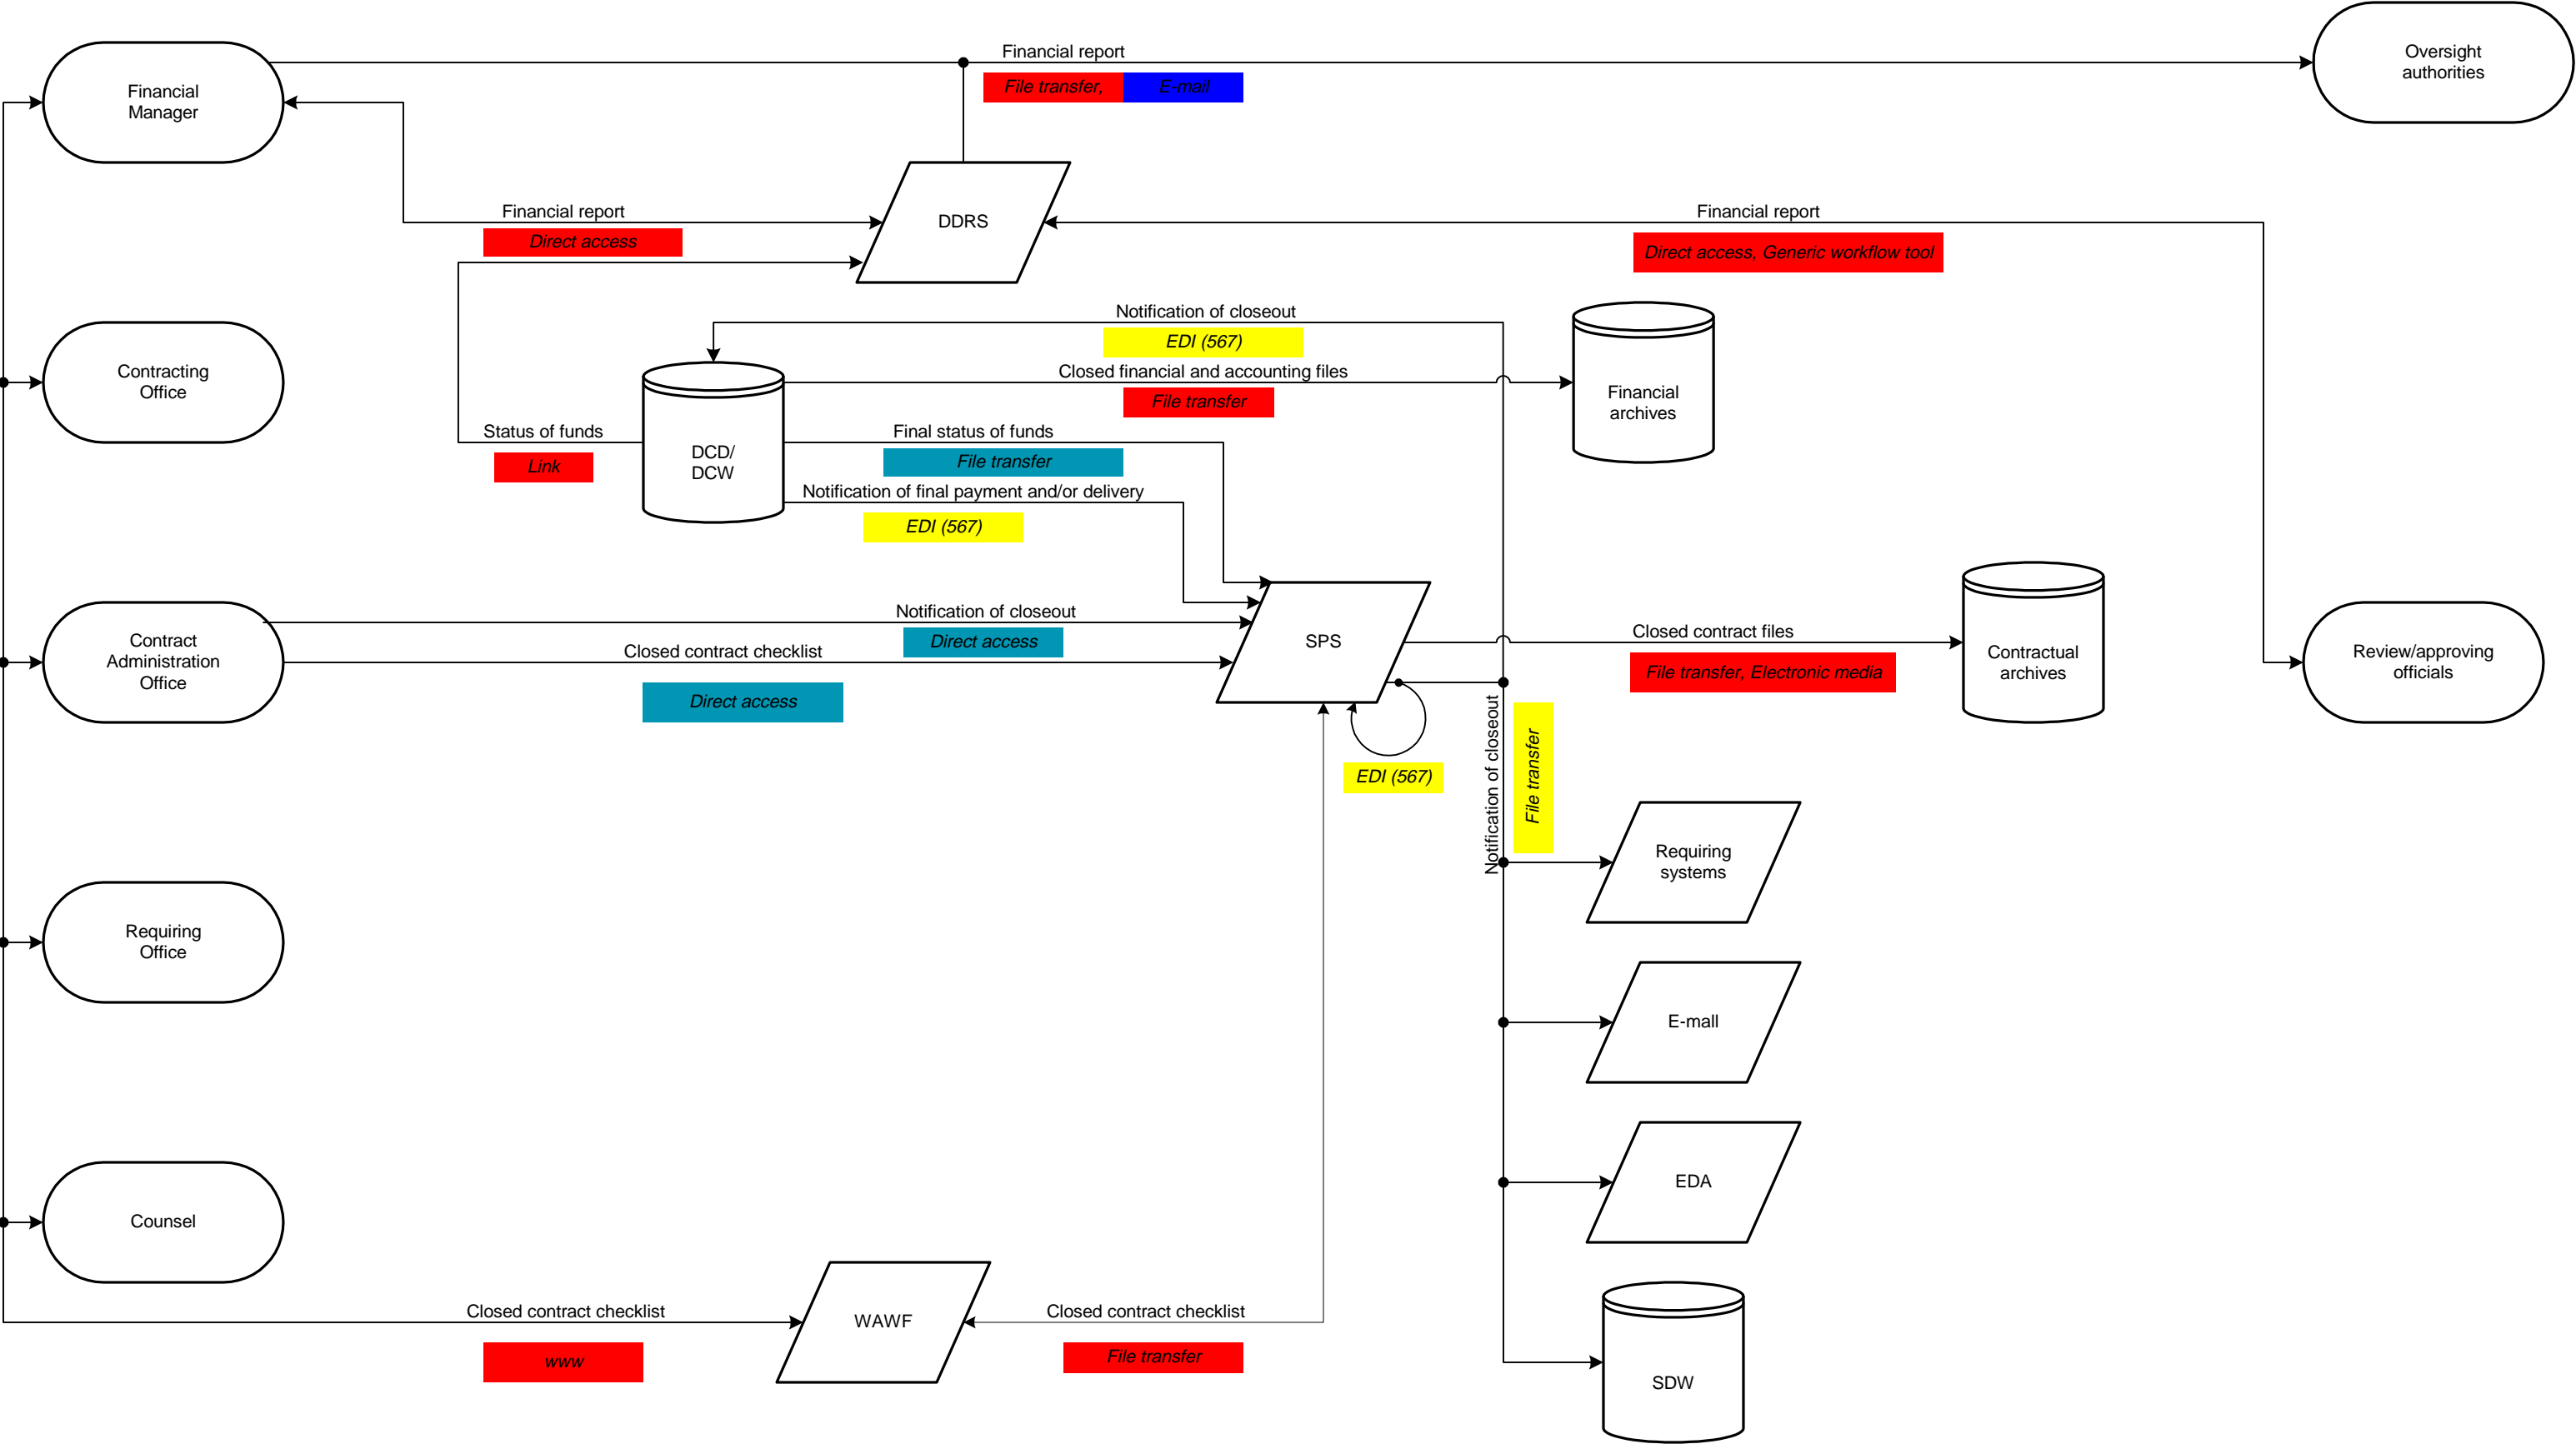 Financial report
File transfer,
E-mail
Oversight
authorities
Financial
Manager
Financial report
Direct access
DDRS
Financial report
Direct access, Generic workflow tool
Notification of closeout
EDI (567)
Closed financial and accounting files
File transfer
Contracting
Office
Financial
archives
Status of funds
Link
DCD/
DCW
Final status of funds
File transfer
Notification of final payment and/or delivery
EDI (567)
Contract
Administration
Office
Notification of closeout
Direct access
Closed contract checklist
Direct access
SPS
Closed contract files
File transfer, Electronic media
Contractual
archives
Review/approving
officials
EDI (567)
Notification of closeout
File transfer
Requiring
systems
Requiring
Office
E-mall
EDA
Counsel
Closed contract checklist
www
WAWF
Closed contract checklist
File transfer
SDW